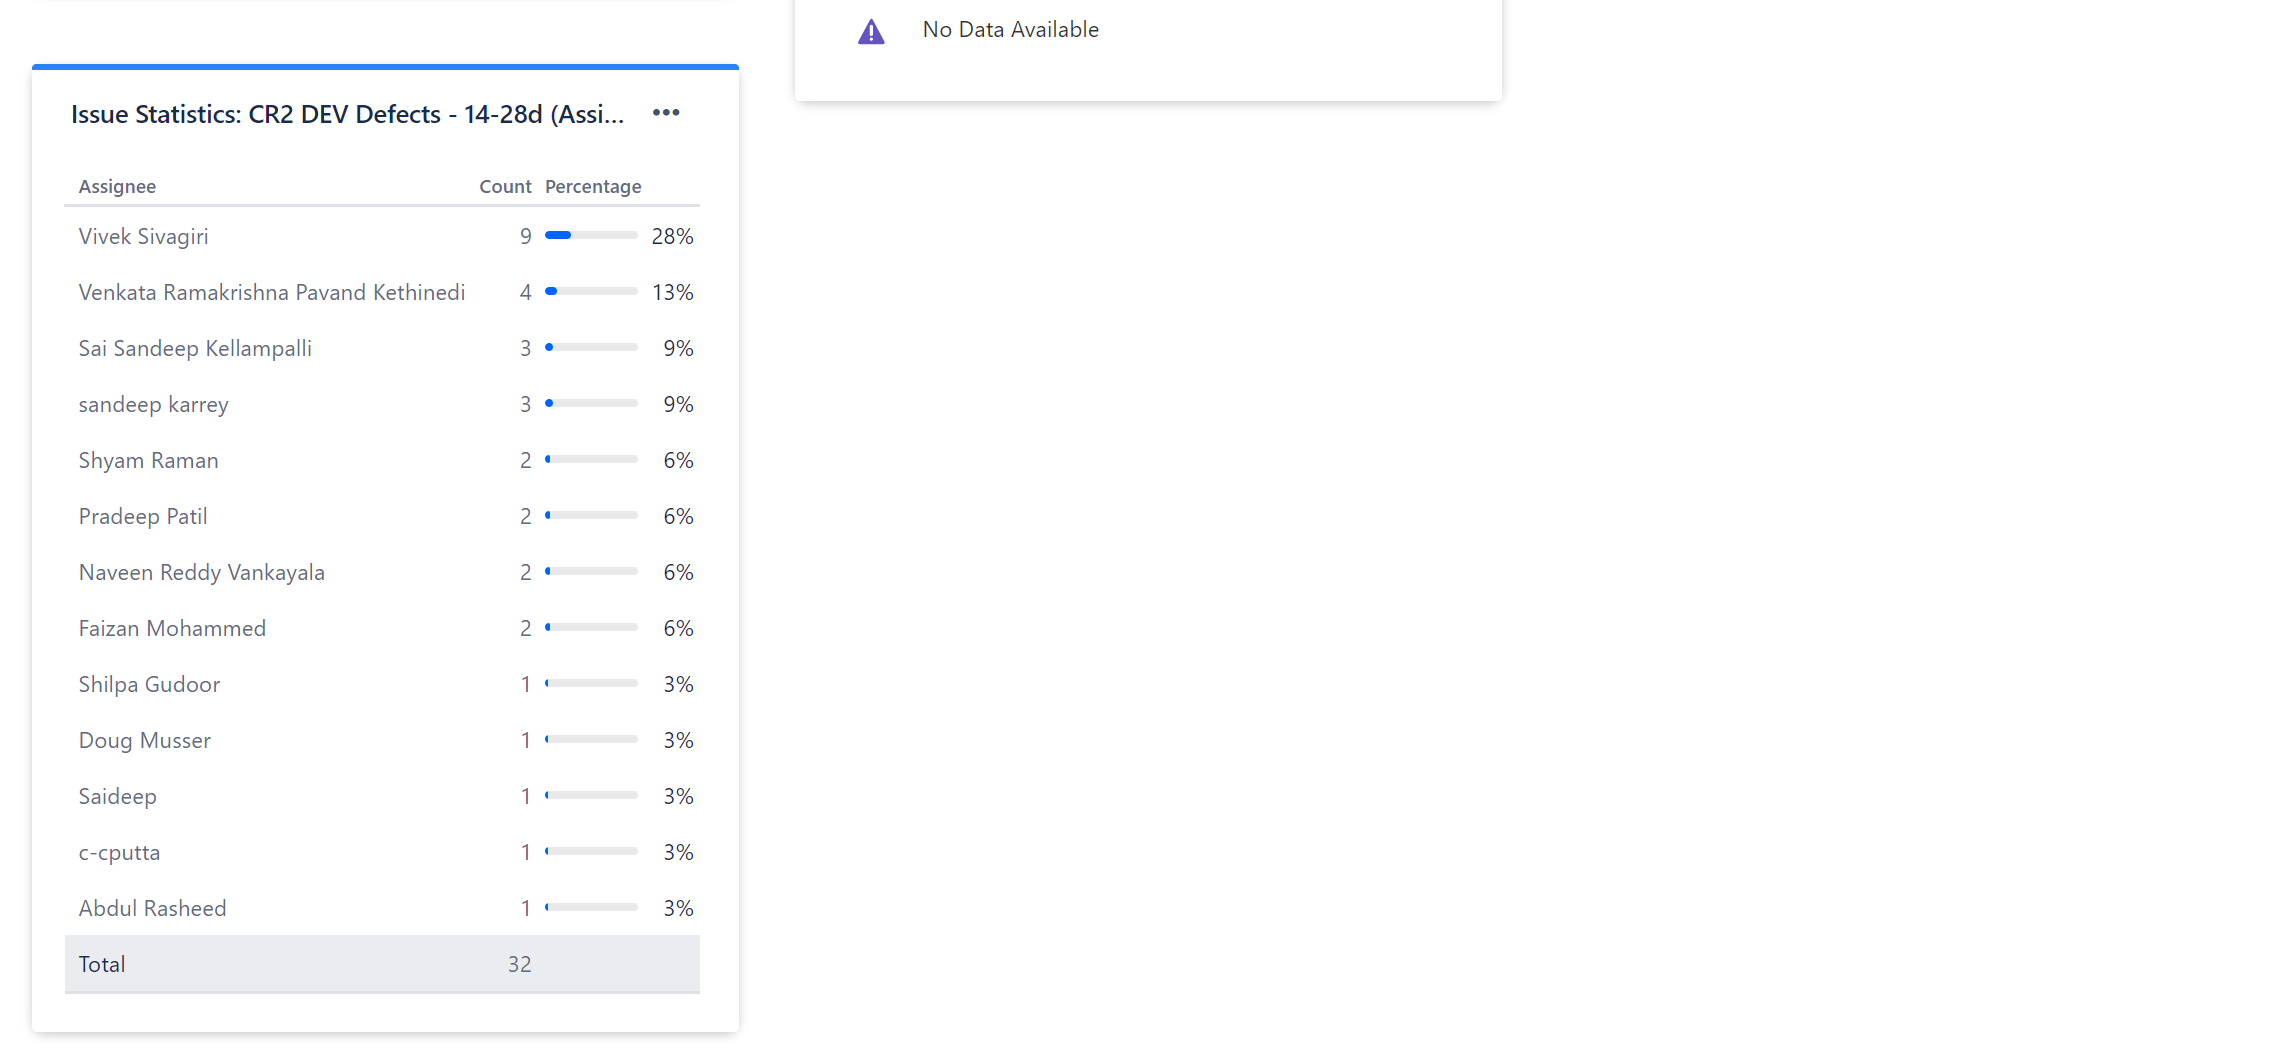 No Data Available
Issue Statistics: CR2 DEV Defects - 14-28d (Assi...
Assignee Count Percentage
Vivek Sivagiri 9 28%
Venkata Ramakrishna Pavand Kethinedi 4 13%
Sai Sandeep Kellampalli 3 9%
sandeep karrey 3 9%
Shyam Raman 2 6%
Pradeep Patil 2 6%
Naveen Reddy Vankayala 2 6%
Faizan Mohammed 2 6%
Shilpa Gudoor 1 3%
Doug Musser 1 3%
Saideep 1 3%
c-cputta 1 3%
Abdul Rasheed 1 3%
Total 32